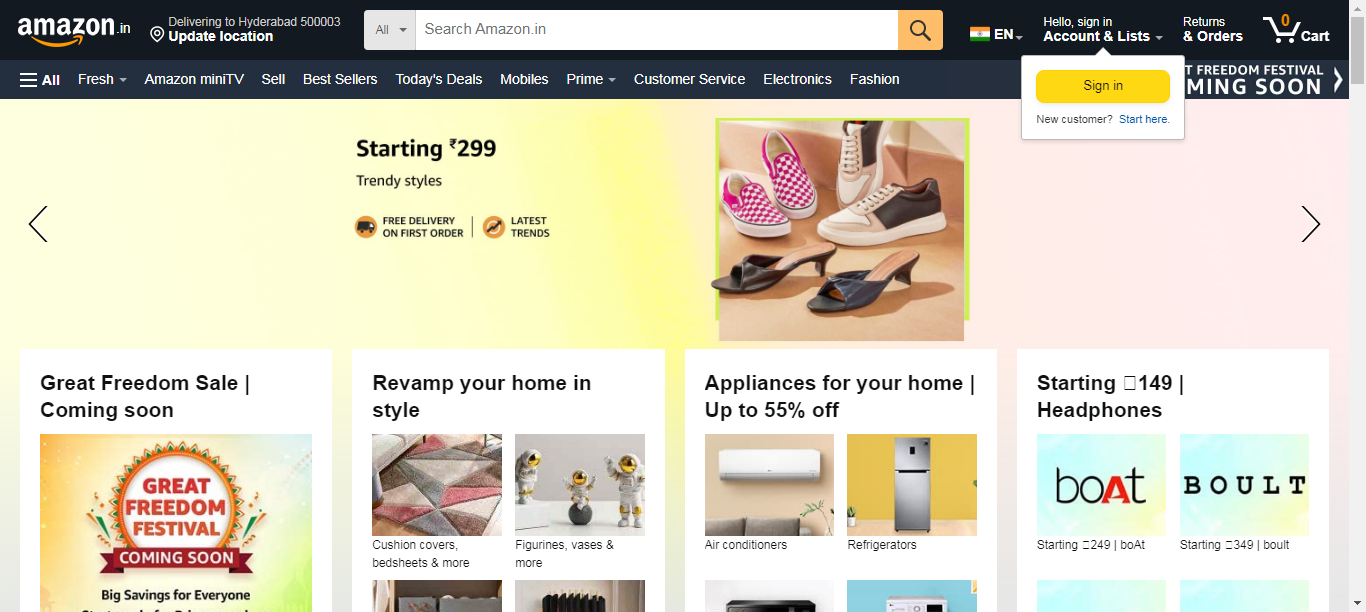 amazon.in
Delivering to Hyderabad 500003
Update location
All
Search Amazon.in
EN
Hello, sign in
Account & Lists
Returns
& Orders
0
Cart
All
Fresh
Amazon miniTV
Sell
Best Sellers
Today's Deals
Mobiles
Prime
Customer Service
Electronics
Fashion
T FREEDOM FESTIVAL
MING SOON
Sign in
New customer? Start here.
Starting ₹299
Trendy styles
FREE DELIVERY
ON FIRST ORDER
LATEST
TRENDS
Great Freedom Sale |
Coming soon
GREAT
FREEDOM
FESTIVAL
COMING SOON
Big Savings for Everyone
Revamp your home in
style
Cushion covers,
bedsheets & more
Figurines, vases &
more
Appliances for your home |
Up to 55% off
Air conditioners
Refrigerators
Starting 149 |
Headphones
boAt
BOULT
Starting 249 | boAt
Starting 349 | boult